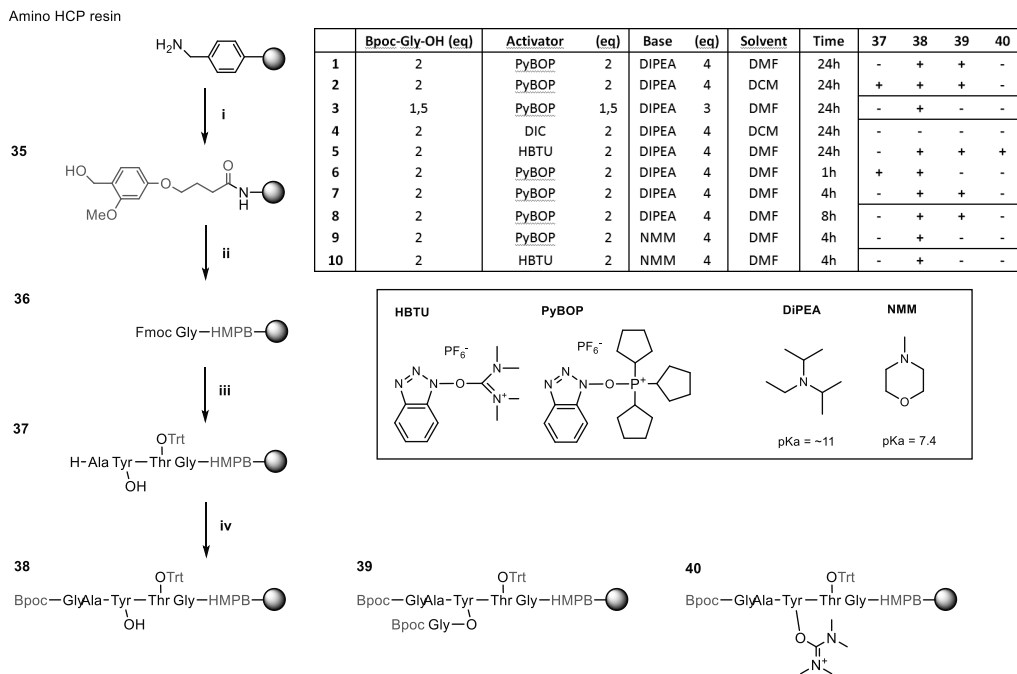 Amino HCP resin
H2N
i
35
HO
O
O
N
H
MeO
ii
36
Fmoc Gly HMPB
iii
37
OTrt
H-Ala Tyr Thr Gly HMPB
OH
iv
38
OTrt
Bpoc GlyAla Tyr Thr Gly HMPB
OH
39
OTrt
Bpoc GlyAla Tyr Thr Gly HMPB
Bpoc Gly O
40
OTrt
Bpoc GlyAla Tyr Thr Gly HMPB
O N
N+
Bpoc-Gly-OH (eq) Activator (eq) Base (eq) Solvent Time 37 38 39 40
1 2 PyBOP 2 DIPEA 4 DMF 24h - + + -
2 2 PyBOP 2 DIPEA 4 DCM 24h + + + -
3 1,5 PyBOP 1,5 DIPEA 3 DMF 24h - + - -
4 2 DIC 2 DIPEA 4 DCM 24h - - - -
5 2 HBTU 2 DIPEA 4 DMF 24h - + + +
6 2 PyBOP 2 DIPEA 4 DMF 1h + + - -
7 2 PyBOP 2 DIPEA 4 DMF 4h - + + -
8 2 PyBOP 2 DIPEA 4 DMF 8h - + + -
9 2 PyBOP 2 NMM 4 DMF 4h - + - -
10 2 HBTU 2 NMM 4 DMF 4h - + - -
HBTU PyBOP DiPEA NMM
PF6-
N
N
N O N
N+
PF6-
N
N
N O P+
N
N
O
pKa = ~11 pKa = 7.4